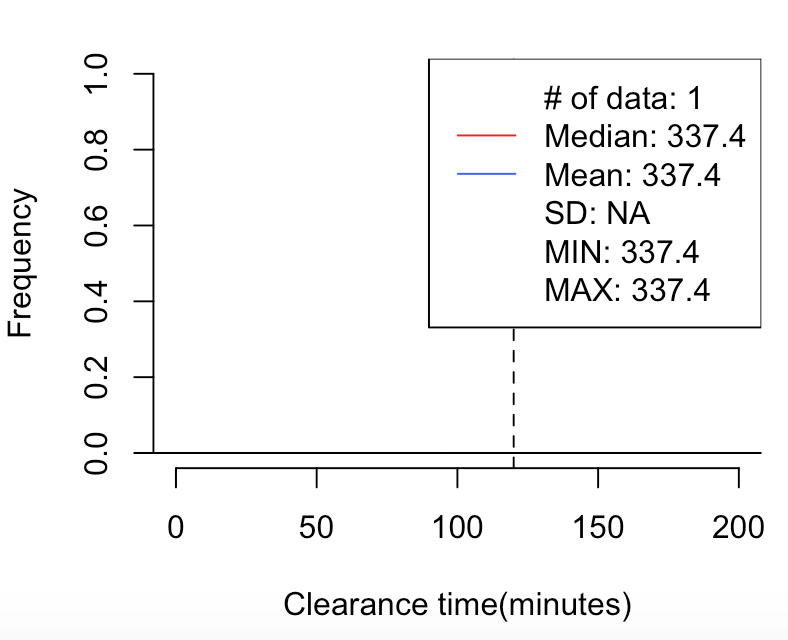 # of data: 1
Median: 337.4
Mean: 337.4
SD: NA
MIN: 337.4
MAX: 337.4
Frequency
1.0
0.8
0.6
0.4
0.2
0.0
0 50 100 150 200
Clearance time(minutes)